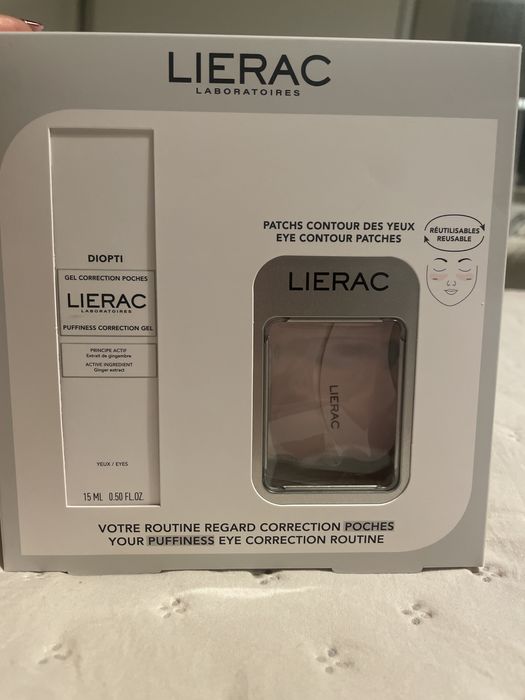 LIERAC
LABORATOIRES
DIOPTI
GEL CORRECTION POCHES
LIERAC
LABORATOIRES
PUFFINESS CORRECTION GEL
PRINCIPE ACTIF
Extrait de gingembre
ACTIVE INGREDIENT
Ginger extract
YEUX / EYES
15 ML 0.50 FL.OZ.
PATCHS CONTOUR DES YEUX
EYE CONTOUR PATCHES
RÉUTILISABLES
REUSABLE
LIERAC
LIERAC
VOTRE ROUTINE REGARD CORRECTION POCHES
YOUR PUFFINESS EYE CORRECTION ROUTINE